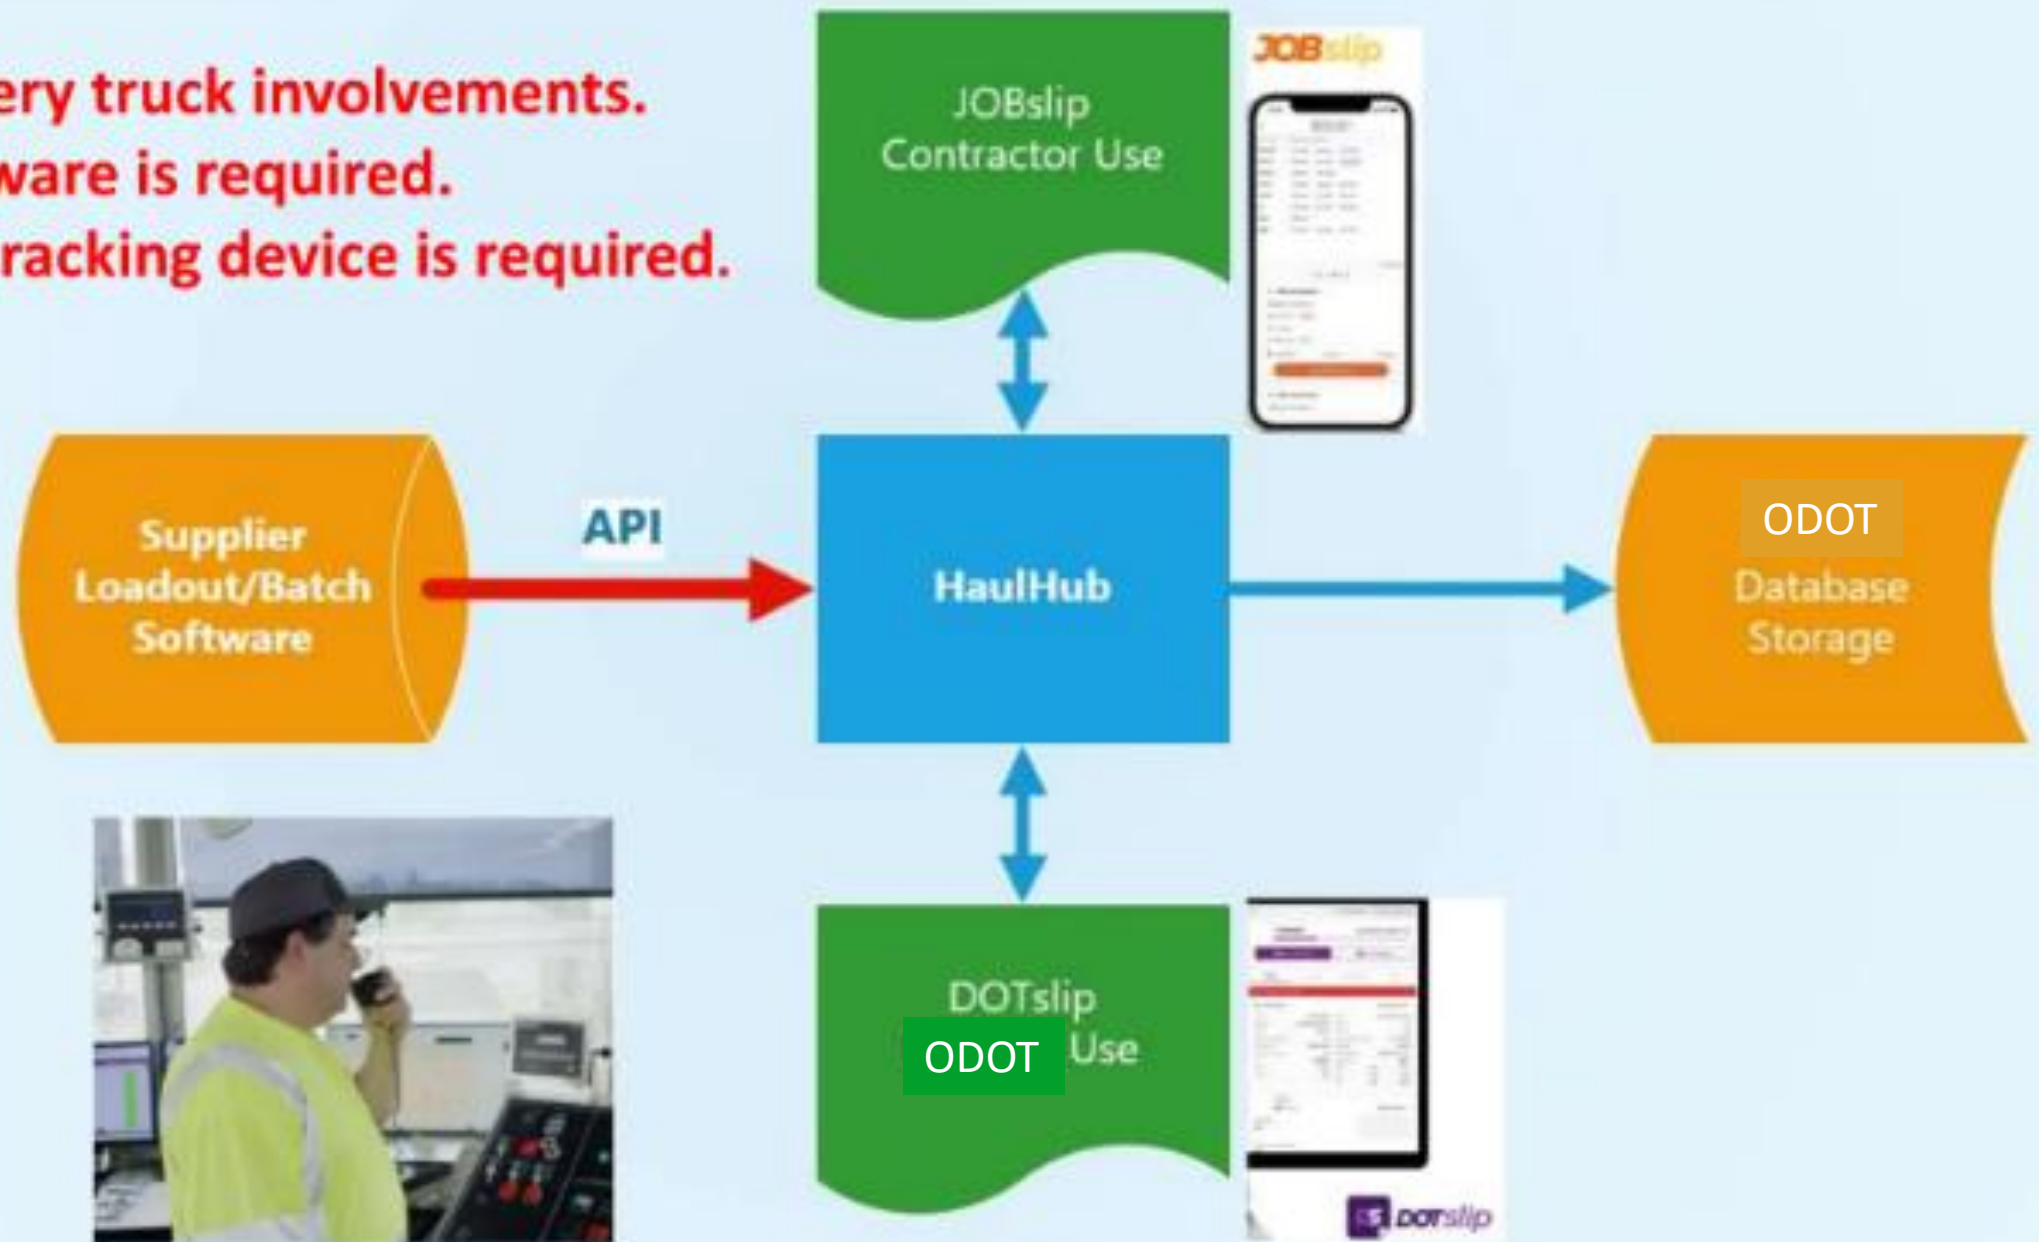 ery truck involvements.
ware is required.
racking device is required.
JOBslip
Contractor Use
JOBslip
API
Supplier
Loadout/Batch
Software
HaulHub
ODOT
Database
Storage
DOTslip
ODOT Use
DOTslip